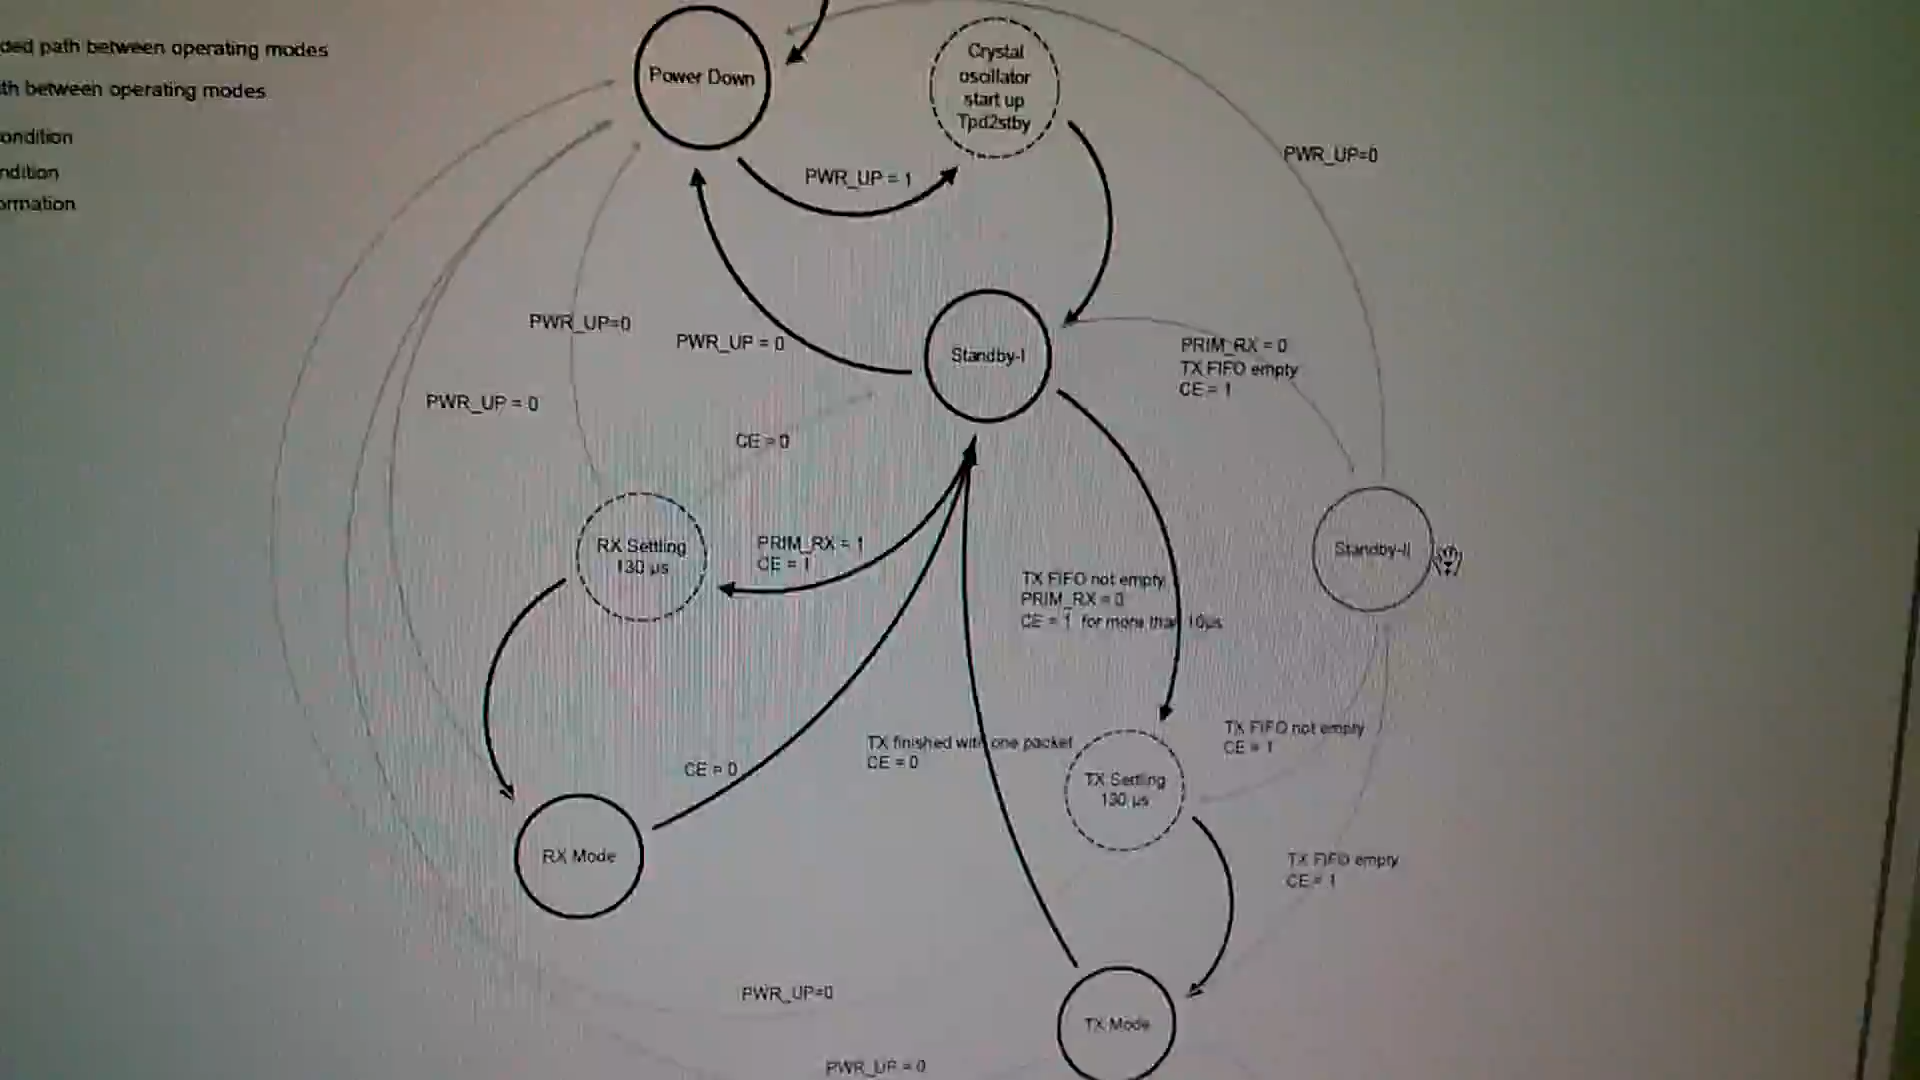 ded path between operating modes
th between operating modes
ondition
ndition
ormation
Power Down
Crystal
oscillator
start up
Tpd2stby
PWR_UP=0
PWR_UP = 1
PWR_UP=0
PWR_UP = 0
Standby-I
PRIM_RX = 0
TX FIFO empty
CE = 1
PWR_UP = 0
CE = 0
RX Settling
130 µs
PRIM_RX = 1
CE = 1
Standby-II
TX FIFO not empty
PRIM_RX = 0
CE = 1 for more than 10µs
TX FIFO not empty
CE = 1
TX finished with one packet
CE = 0
CE = 0
TX Settling
130 µs
RX Mode
TX FIFO empty
CE = 1
PWR_UP=0
TX Mode
PWR_UP = 0